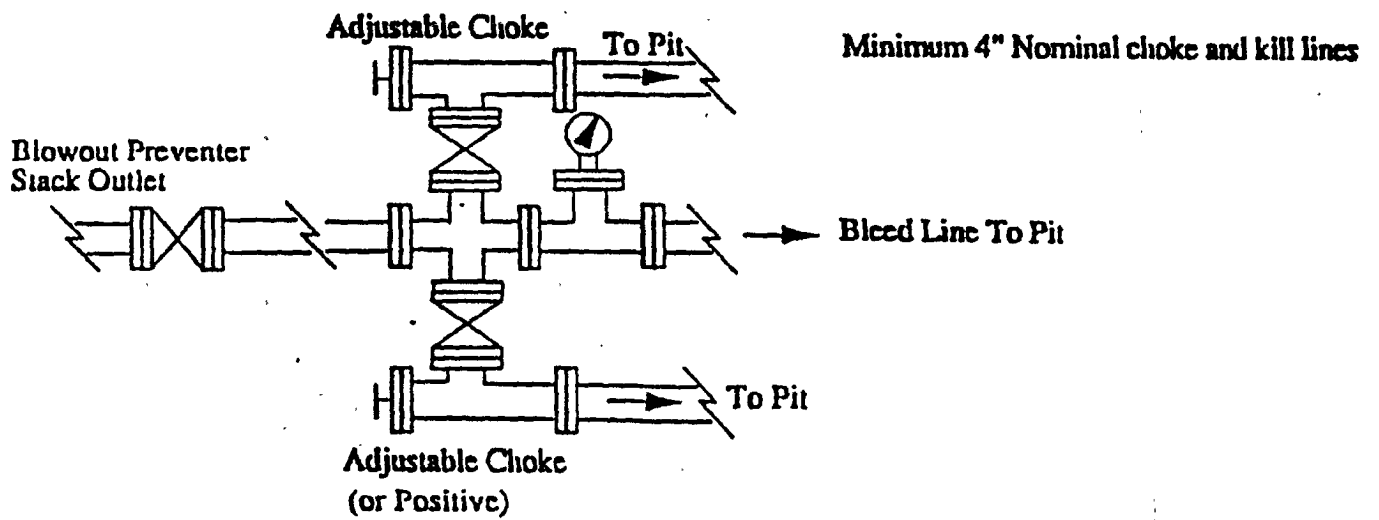 Adjustable Choke
To Pit
Minimum 4" Nominal choke and kill lines
Blowout Preventer
Stack Outlet
Bleed Line To Pit
To Pit
Adjustable Choke
(or Positive)